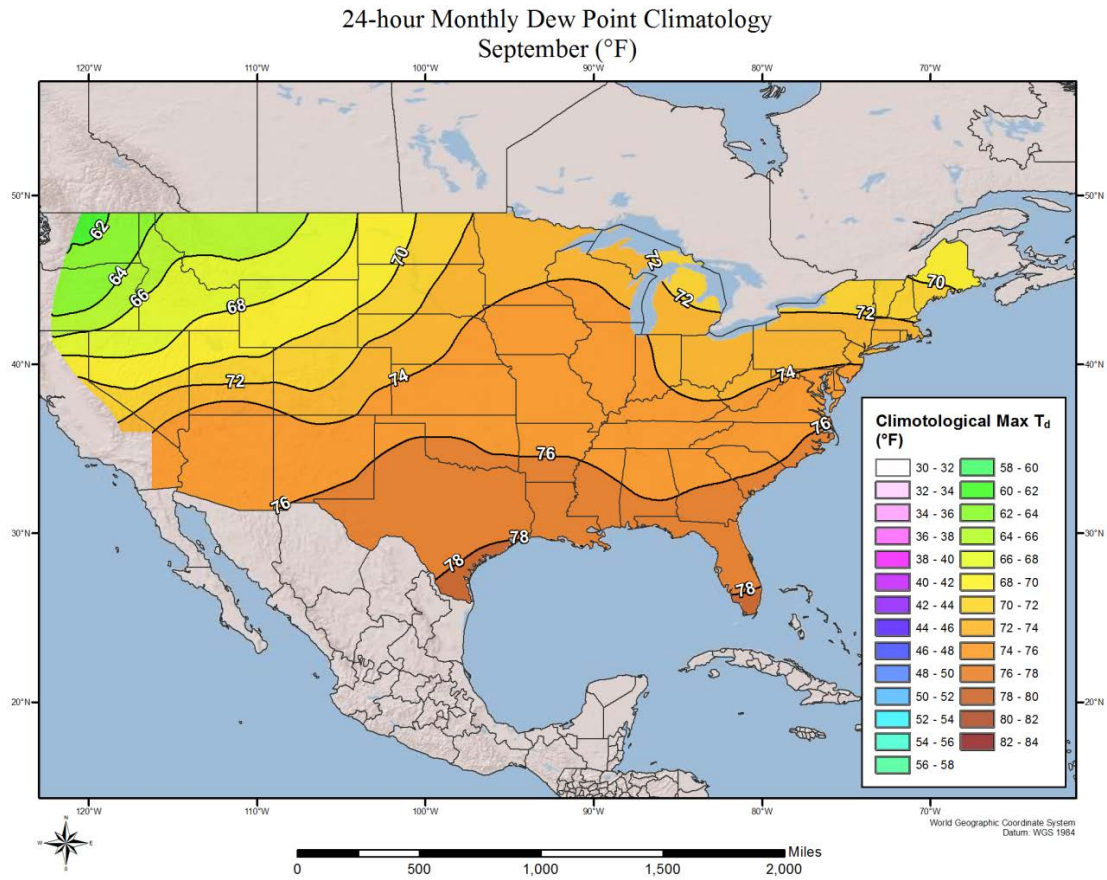 24-hour Monthly Dew Point Climatology
September (°F)
120°W
110°W
100°W
90°W
80°W
70°W
50°N
50°N
40°N
40°N
30°N
30°N
20°N
20°N
62
64
66
68
70
72
74
72
72
70
72
74
76
76
76
78
78
78
Climotological Max Td
(°F)
30 - 32
32 - 34
34 - 36
36 - 38
38 - 40
40 - 42
42 - 44
44 - 46
46 - 48
48 - 50
50 - 52
52 - 54
54 - 56
56 - 58
58 - 60
60 - 62
62 - 64
64 - 66
66 - 68
68 - 70
70 - 72
72 - 74
74 - 76
76 - 78
78 - 80
80 - 82
82 - 84
120°W
110°W
100°W
90°W
80°W
70°W
World Geographic Coordinate System
Datum: WGS 1984
N
W
E
S
Miles
0
500
1,000
1,500
2,000